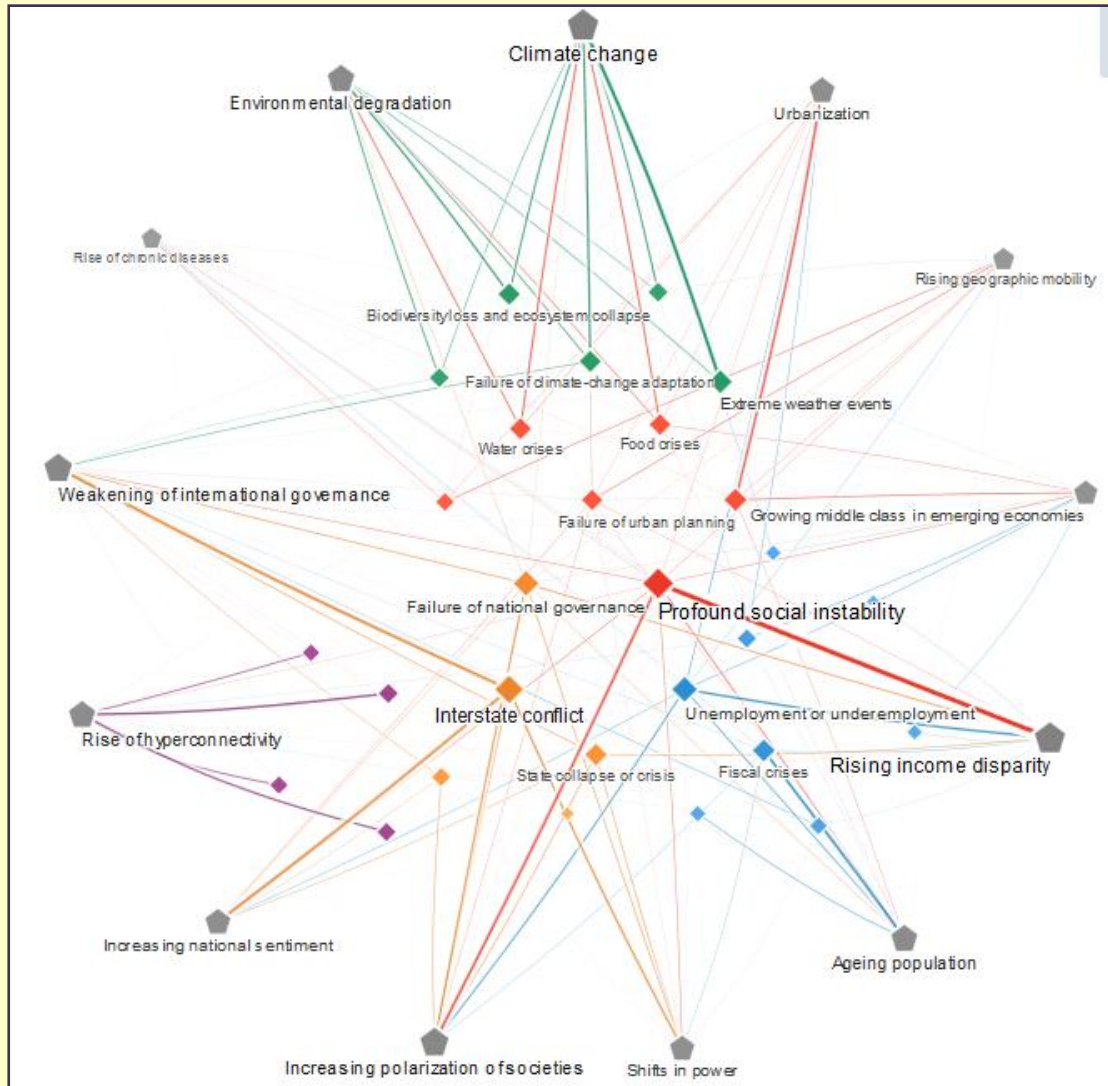 Climate change
Environmental degradation
Urbanization
Rise of chronic diseases
Rising geographic mobility
Biodiversity loss and ecosystem collapse
Failure of climate-change adaptation
Extreme weather events
Water crises
Food crises
Weakening of international governance
Failure of urban planning
Growing middle class in emerging economies
Failure of national governance
Profound social instability
Interstate conflict
Unemployment or underemployment
Rise of hyperconnectivity
State collapse or crisis
Fiscal crises
Rising income disparity
Increasing national sentiment
Ageing population
Increasing polarization of societies
Shifts in power